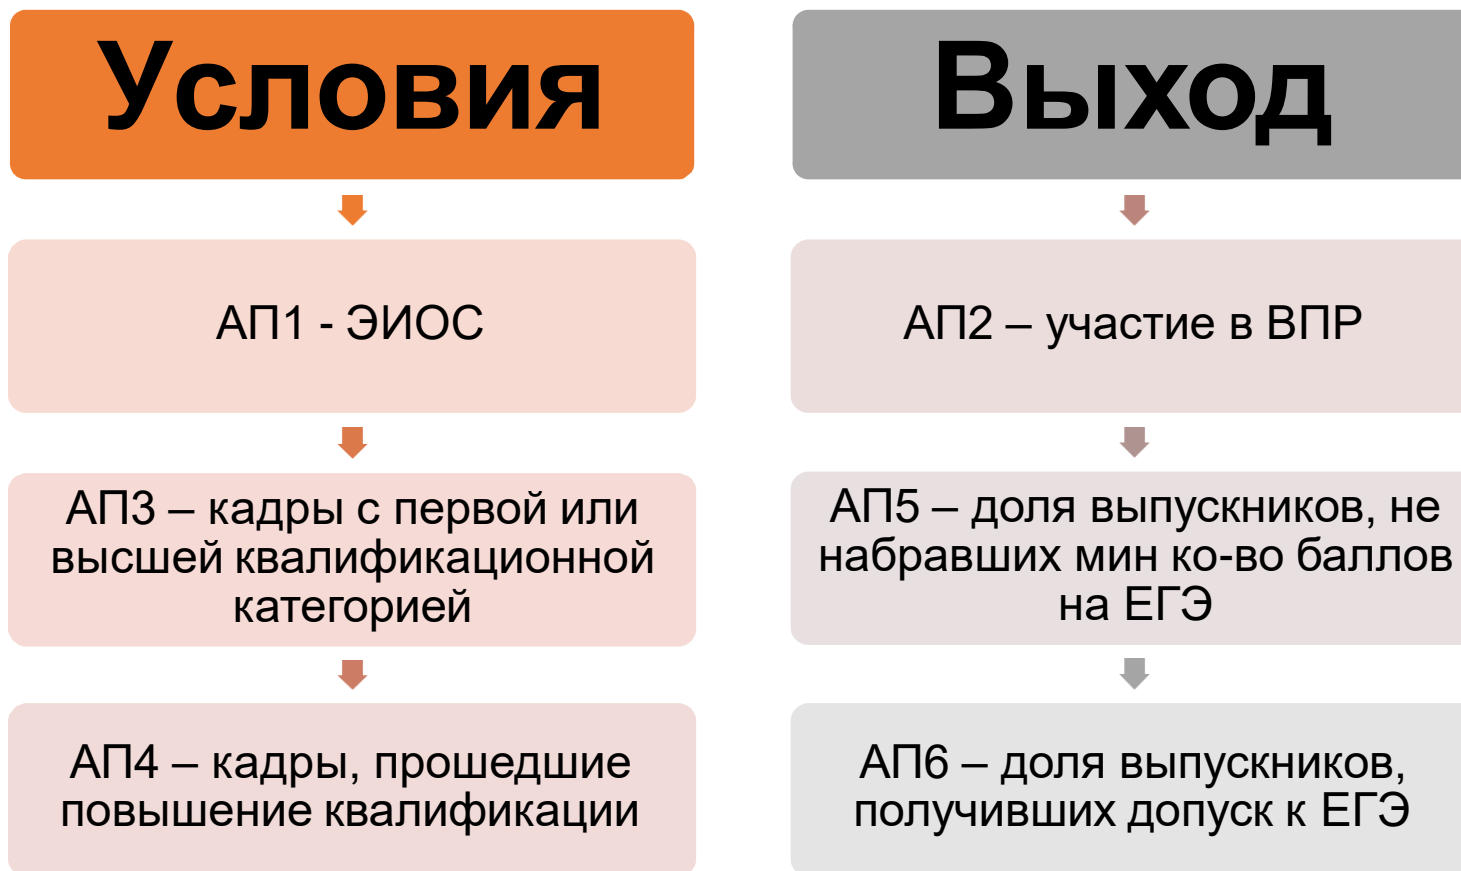 Условия
АП1 - ЭИОС
АП3 – кадры с первой или
высшей квалификационной
категорией
АП4 – кадры, прошедшие
повышение квалификации
Выход
АП2 – участие в ВПР
АП5 – доля выпускников, не
набравших мин ко-во баллов
на ЕГЭ
АП6 – доля выпускников,
получивших допуск к ЕГЭ